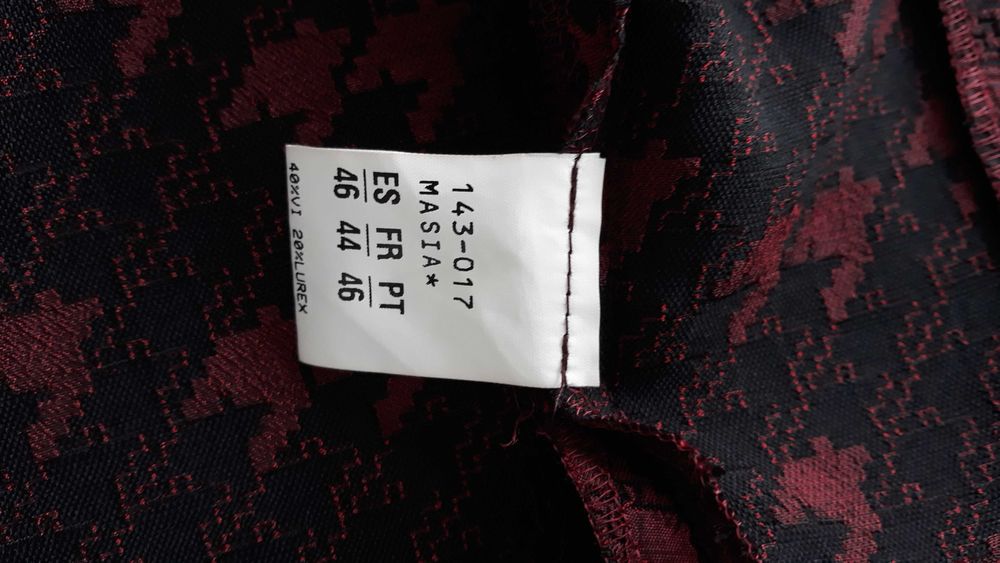 143-017
MASIA*
ES FR PT
46 44 46
40%VI 20%LUREX